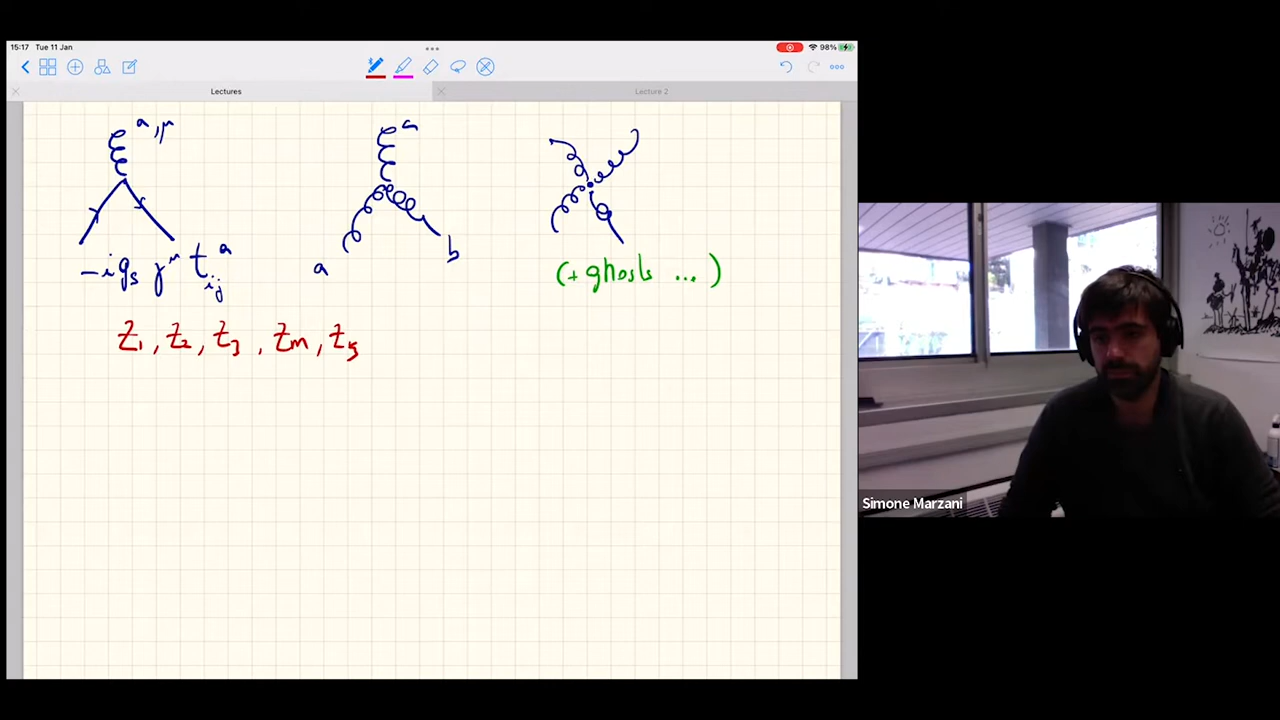 15:17 Tue 11 Jan
98%
Lectures
Lecture 2
a, μ
a
a
b
-ig_s γ^μ t^a_ij
(+ ghosts ...)
Z_1, Z_2, Z_3, Z_m, Z_5
Simone Marzani